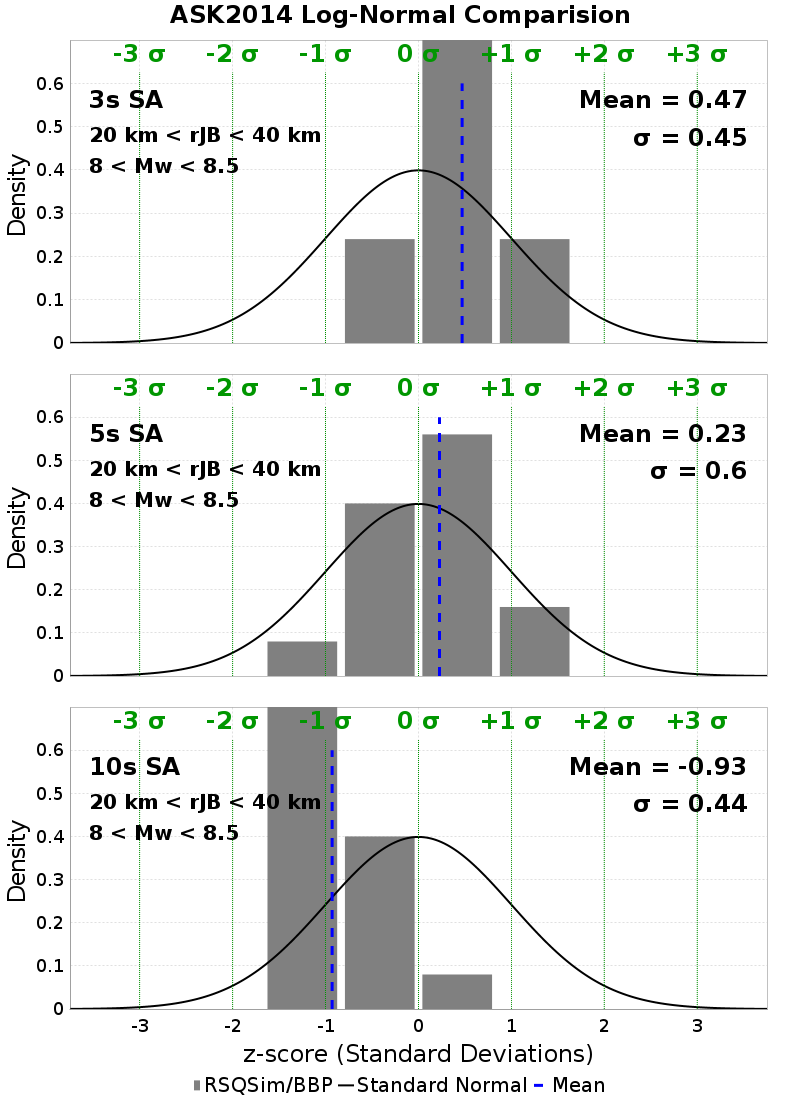 ASK2014 Log-Normal Comparision
-3 σ -2 σ -1 σ 0 σ +1 σ +2 σ +3 σ
0.6
3s SA Mean = 0.47
0.5
20 km < rJB < 40 km σ = 0.45
8 < Mw < 8.5
0.4
0.3
0.2
0.1
0
Density
-3 σ -2 σ -1 σ 0 σ +1 σ +2 σ +3 σ
0.6
5s SA Mean = 0.23
0.5
20 km < rJB < 40 km σ = 0.6
8 < Mw < 8.5
0.4
0.3
0.2
0.1
0
Density
-3 σ -2 σ -1 σ 0 σ +1 σ +2 σ +3 σ
0.6
10s SA Mean = -0.93
0.5
20 km < rJB < 40 km σ = 0.44
8 < Mw < 8.5
0.4
0.3
0.2
0.1
0
Density
-3 -2 -1 0 1 2 3
z-score (Standard Deviations)
RSQSim/BBP Standard Normal Mean